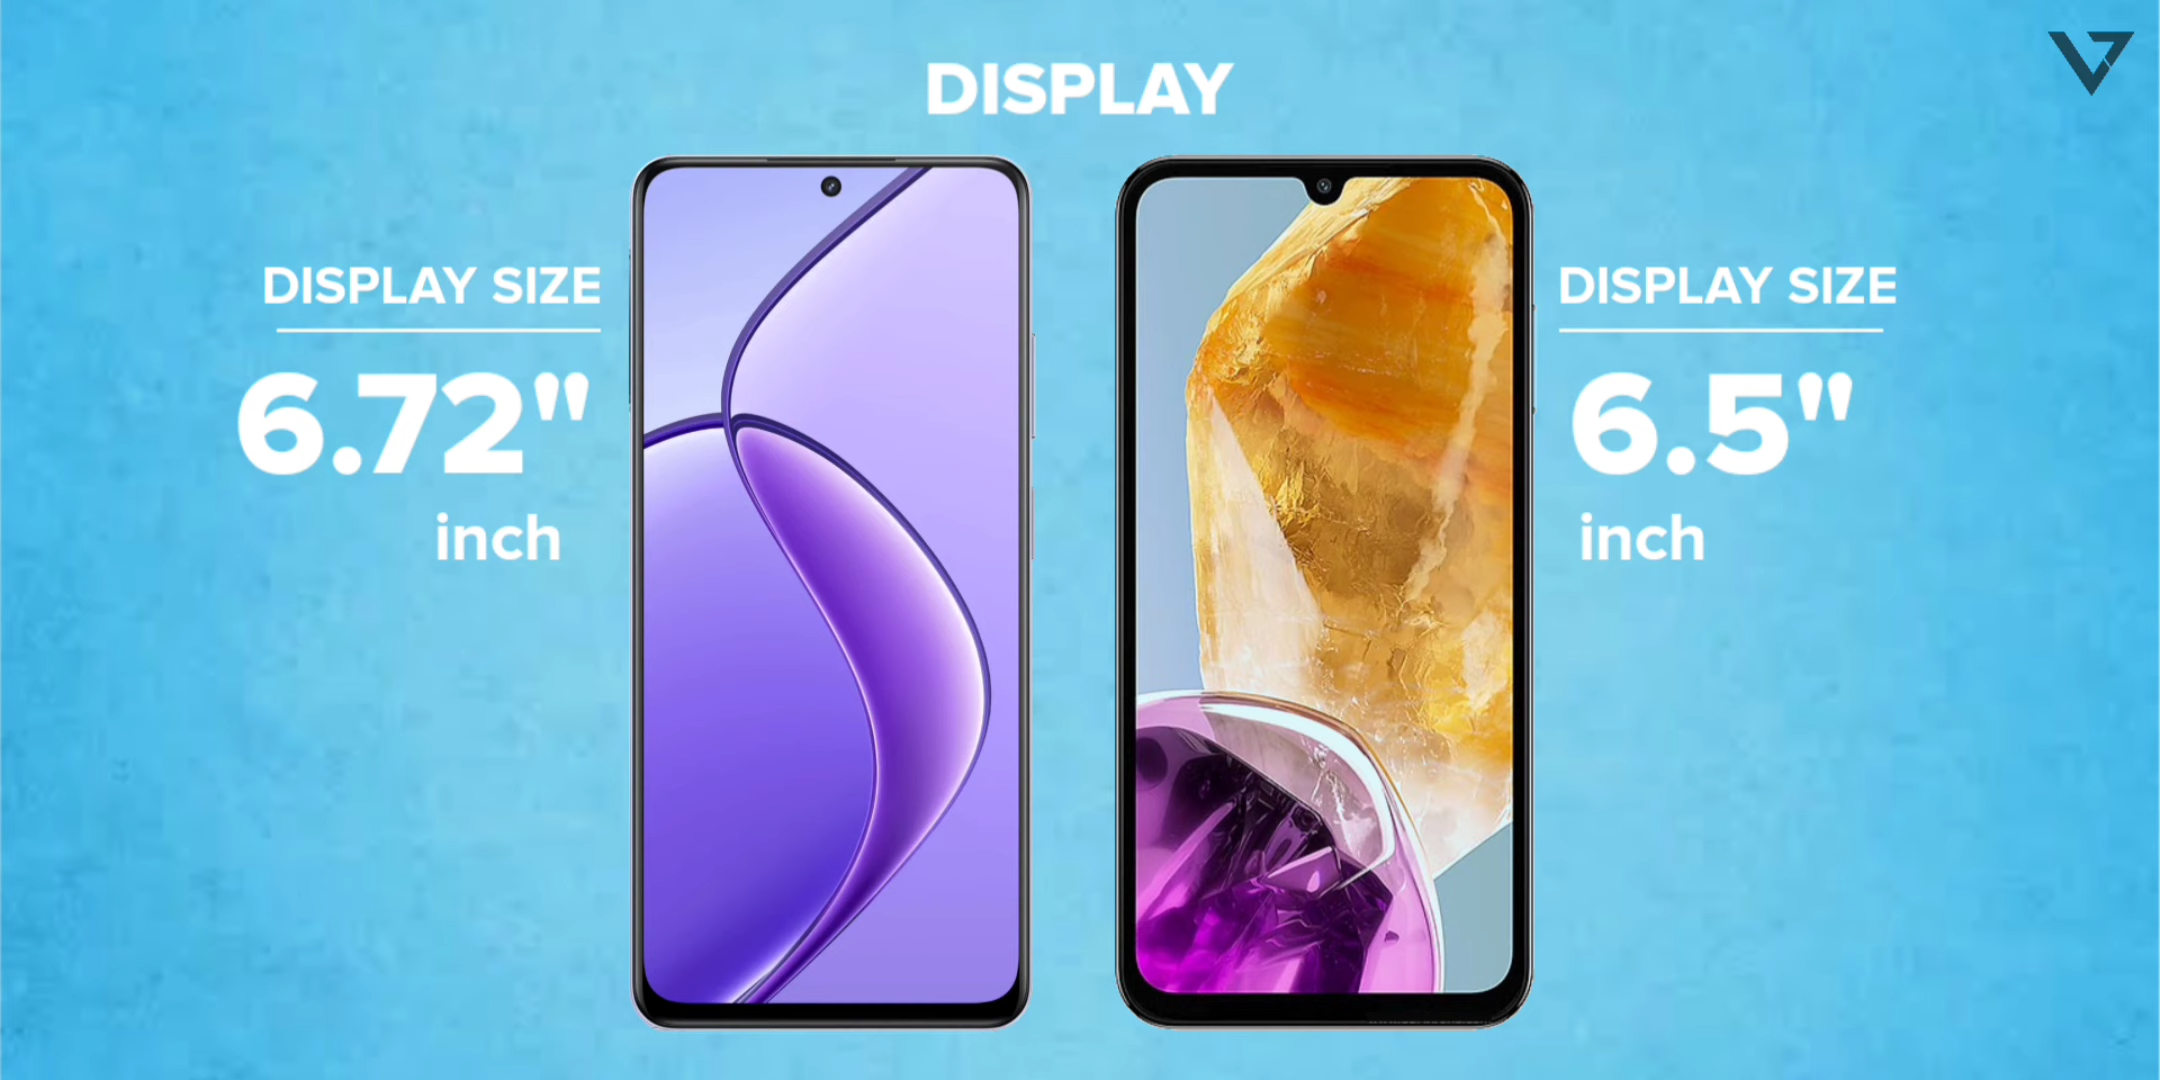 DISPLAY
DISPLAY SIZE
6.72"
inch
DISPLAY SIZE
6.5"
inch